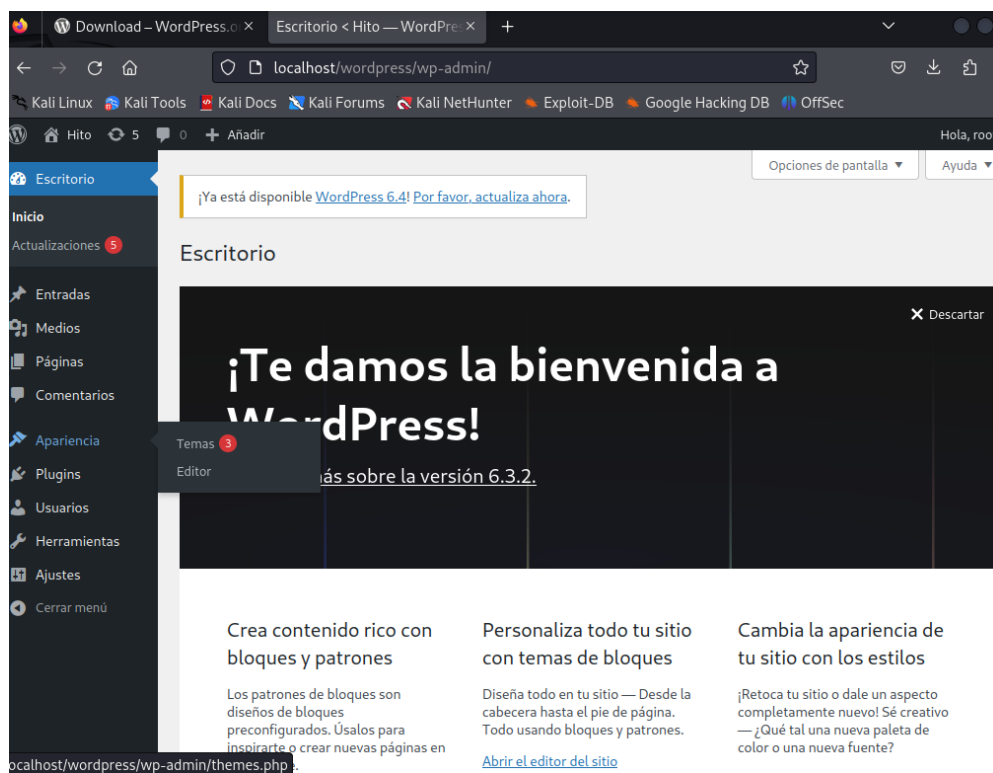 Download – WordPress.o
Escritorio < Hito — WordPre
localhost/wordpress/wp-admin/
Kali Linux Kali Tools Kali Docs Kali Forums Kali NetHunter Exploit-DB Google Hacking DB OffSec
Hito 5 0 + Añadir Hola, roo
Opciones de pantalla Ayuda
Escritorio
Inicio
Actualizaciones 5
Entradas
Medios
Páginas
Comentarios
Apariencia
Temas 3
Editor
Plugins
Usuarios
Herramientas
Ajustes
Cerrar menú
¡Ya está disponible WordPress 6.4! Por favor, actualiza ahora.
Escritorio
Descartar
¡Te damos la bienvenida a
WordPress!
ás sobre la versión 6.3.2.
Crea contenido rico con
bloques y patrones
Los patrones de bloques son
diseños de bloques
preconfigurados. Úsalos para
inspirarte o crear nuevas páginas en
Personaliza todo tu sitio
con temas de bloques
Diseña todo en tu sitio — Desde la
cabecera hasta el pie de página.
Todo usando bloques y patrones.
Abrir el editor del sitio
Cambia la apariencia de
tu sitio con los estilos
¡Retoca tu sitio o dale un aspecto
completamente nuevo! Sé creativo
— ¿Qué tal una nueva paleta de
color o una nueva fuente?
ocalhost/wordpress/wp-admin/themes.php